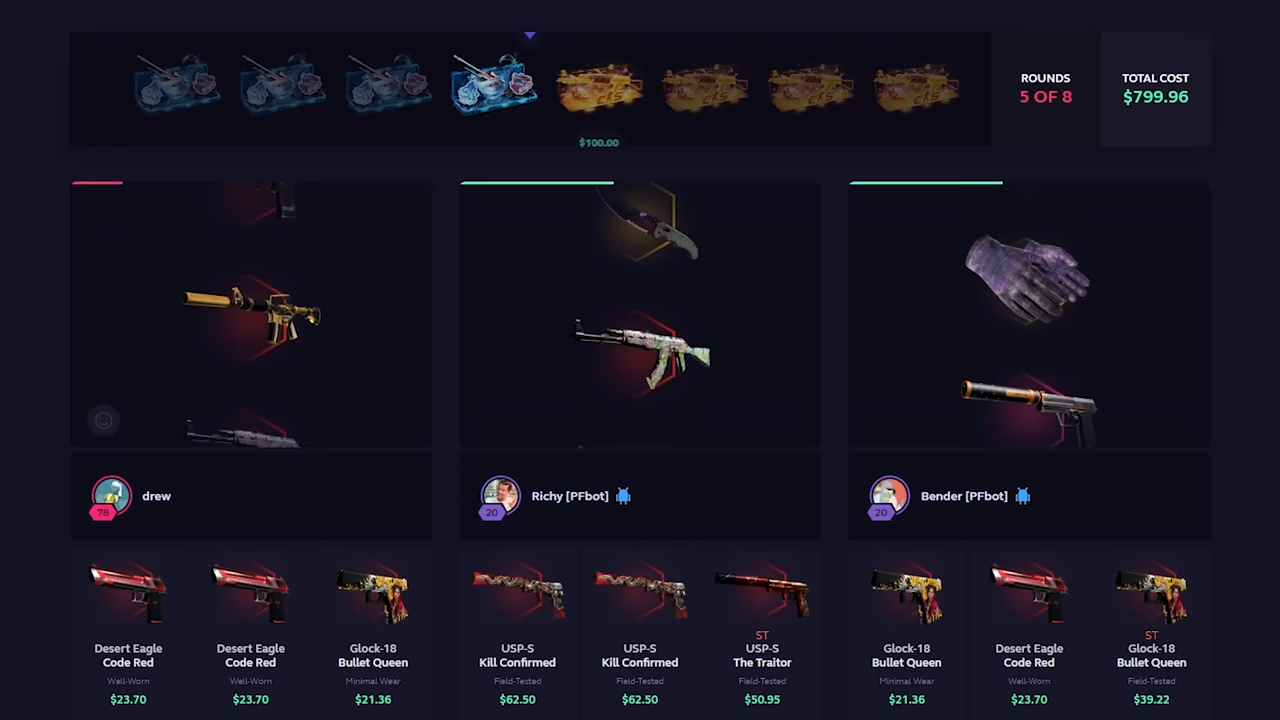 ROUNDS
5 OF 8
TOTAL COST
$799.96
$100.00
78
drew
20
Richy [PFbot]
20
Bender [PFbot]
Desert Eagle
Code Red
Well-Worn
$23.70
Desert Eagle
Code Red
Well-Worn
$23.70
Glock-18
Bullet Queen
Minimal Wear
$21.36
USP-S
Kill Confirmed
Field-Tested
$62.50
USP-S
Kill Confirmed
Field-Tested
$62.50
ST
USP-S
The Traitor
Field-Tested
$50.95
Glock-18
Bullet Queen
Minimal Wear
$21.36
Desert Eagle
Code Red
Well-Worn
$23.70
ST
Glock-18
Bullet Queen
Field-Tested
$39.22